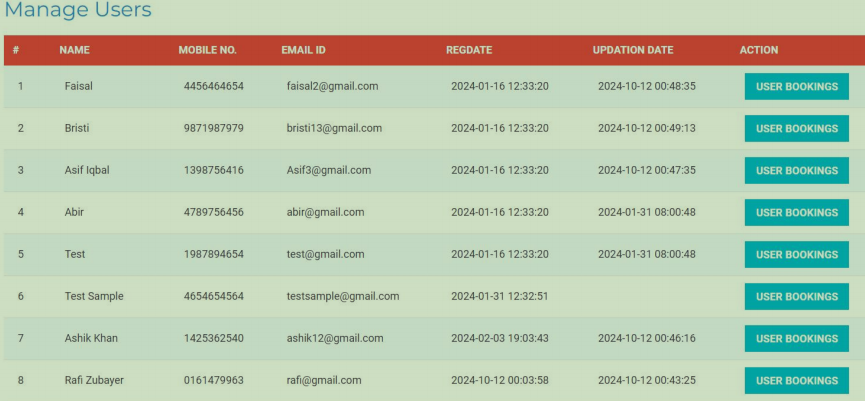 Manage Users
# NAME MOBILE NO. EMAIL ID REGDATE UPDATION DATE ACTION
1 Faisal 4456464654 faisal2@gmail.com 2024-01-16 12:33:20 2024-10-12 00:48:35 USER BOOKINGS
2 Bristi 9871987979 bristi13@gmail.com 2024-01-16 12:33:20 2024-10-12 00:49:13 USER BOOKINGS
3 Asif Iqbal 1398756416 Asif3@gmail.com 2024-01-16 12:33:20 2024-10-12 00:47:35 USER BOOKINGS
4 Abir 4789756456 abir@gmail.com 2024-01-16 12:33:20 2024-01-31 08:00:48 USER BOOKINGS
5 Test 1987894654 test@gmail.com 2024-01-16 12:33:20 2024-01-31 08:00:48 USER BOOKINGS
6 Test Sample 4654654564 testsample@gmail.com 2024-01-31 12:32:51 USER BOOKINGS
7 Ashik Khan 1425362540 ashik12@gmail.com 2024-02-03 19:03:43 2024-10-12 00:46:16 USER BOOKINGS
8 Rafi Zubayer 0161479963 rafi@gmail.com 2024-10-12 00:03:58 2024-10-12 00:43:25 USER BOOKINGS